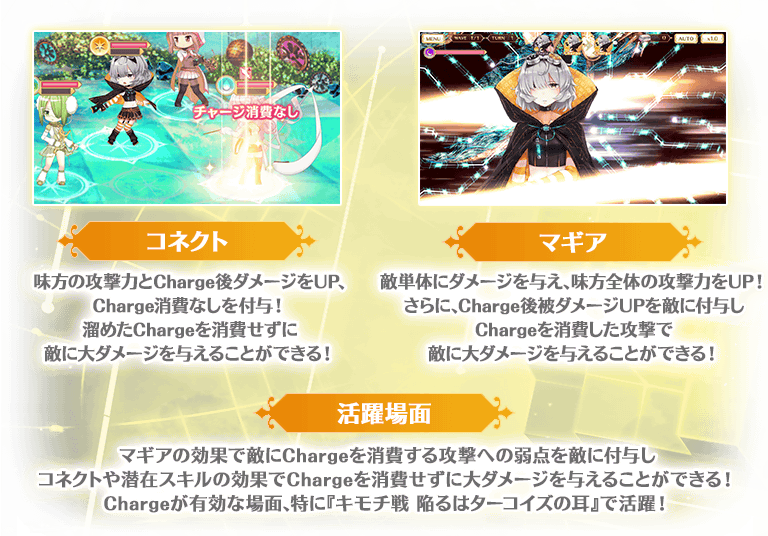 チャージ消費なし
MENU WAVE 1/1 TURN 1 0 AUTO ×1.0
コネクト
味方の攻撃力とCharge後ダメージをUP、
Charge消費なしを付与!
溜めたChargeを消費せずに
敵に大ダメージを与えることができる!
マギア
敵単体にダメージを与え、味方全体の攻撃力をUP!
さらに、Charge後被ダメージUPを敵に付与し
Chargeを消費した攻撃で
敵に大ダメージを与えることができる!
活躍場面
マギアの効果で敵にChargeを消費する攻撃への弱点を敵に付与し
コネクトや潜在スキルの効果でChargeを消費せずに大ダメージを与えることができる!
Chargeが有効な場面、特に『キモチ戦 陥るはターコイズの耳』で活躍!